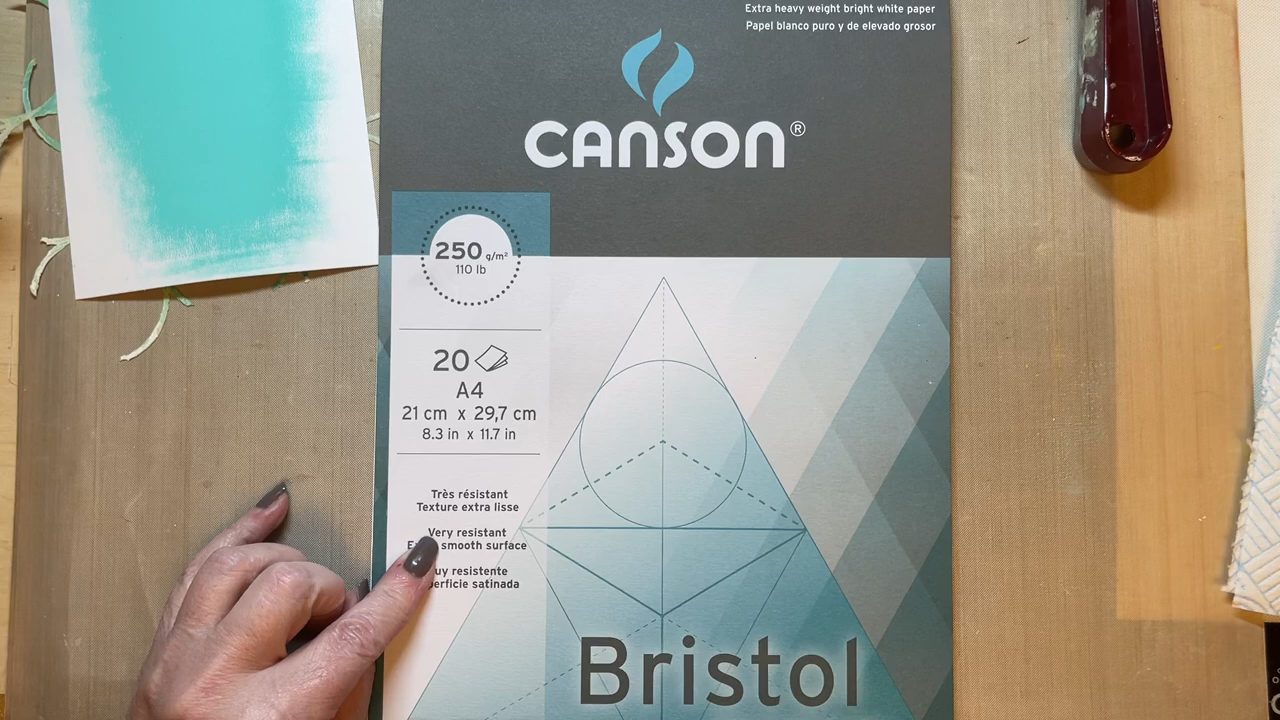 Extra heavy weight bright white paper
Papel blanco puro y de elevado grosor
CANSON®
250 g/m²
110 lb
20
A4
21 cm x 29,7 cm
8.3 in x 11.7 in
Très résistant
Texture extra lisse
Very resistant
smooth surface
resistente
satinada
Bristol